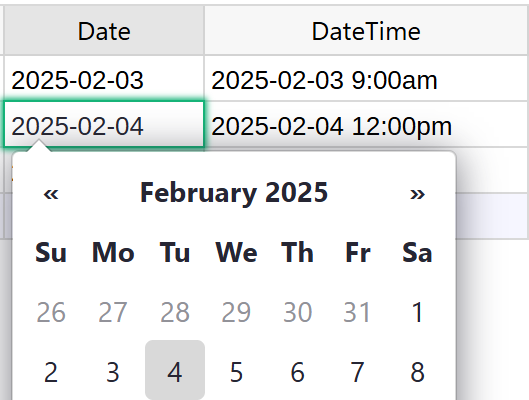 Date DateTime
2025-02-03 2025-02-03 9:00am
2025-02-04 2025-02-04 12:00pm
« February 2025 »
Su Mo Tu We Th Fr Sa
26 27 28 29 30 31 1
2 3 4 5 6 7 8